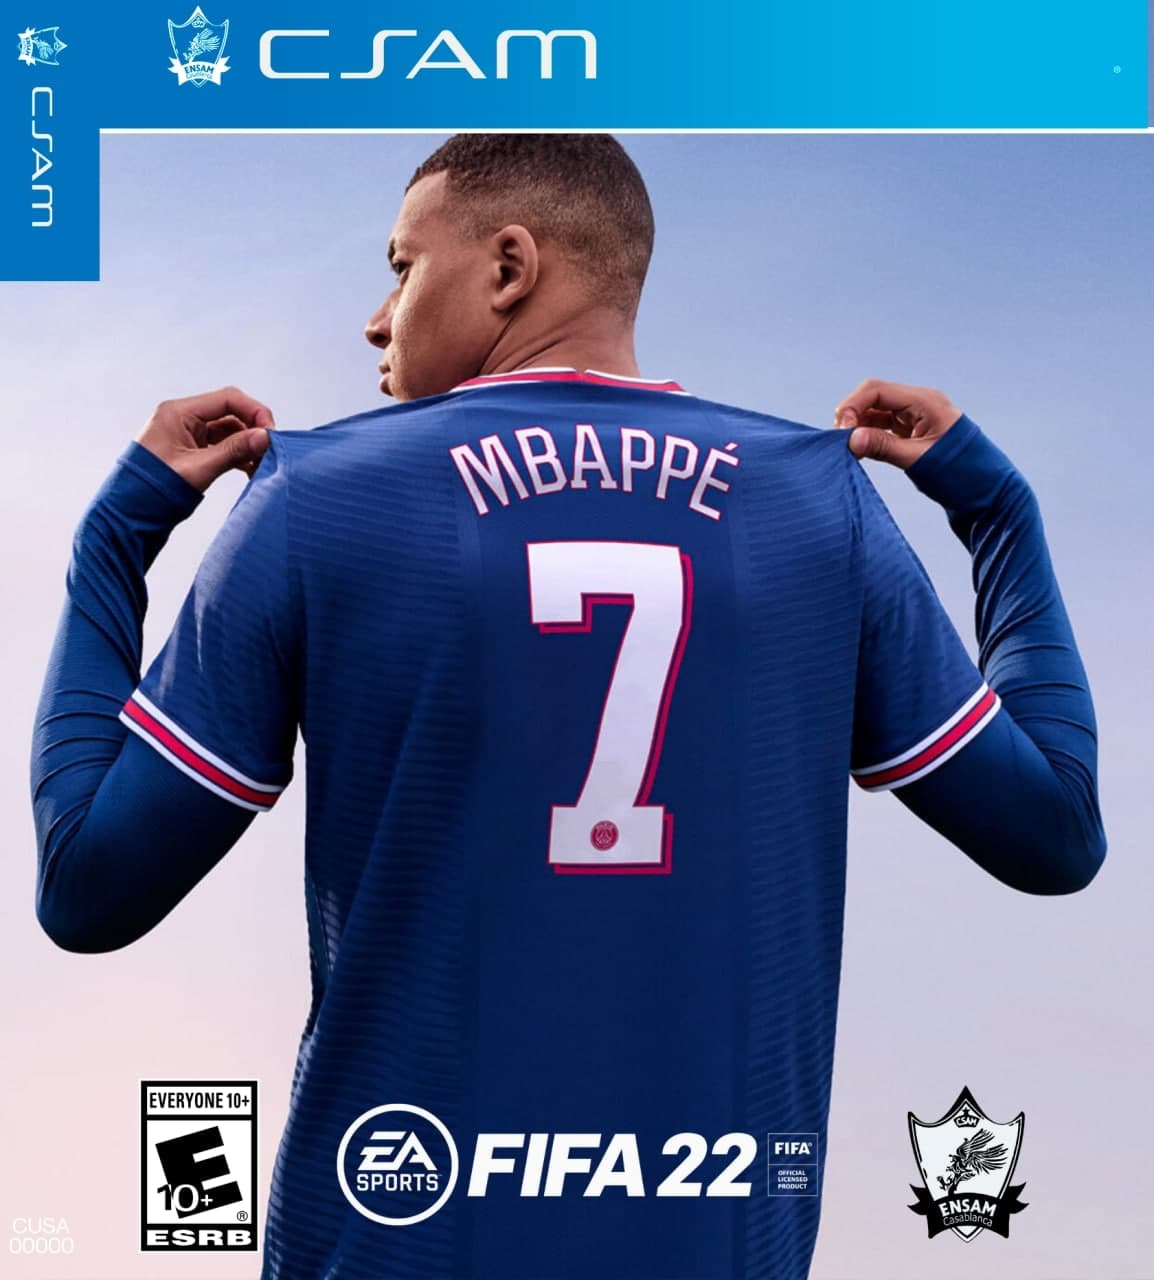 ENSAM
Casablanca
CSAM
®
CSAM
MBAPPÉ
7
EVERYONE 10+
E
10+
®
ESRB
EA
SPORTS
FIFA 22
FIFA
OFFICIAL
LICENSED
PRODUCT
CSAM
ENSAM
Casablanca
CUSA
00000